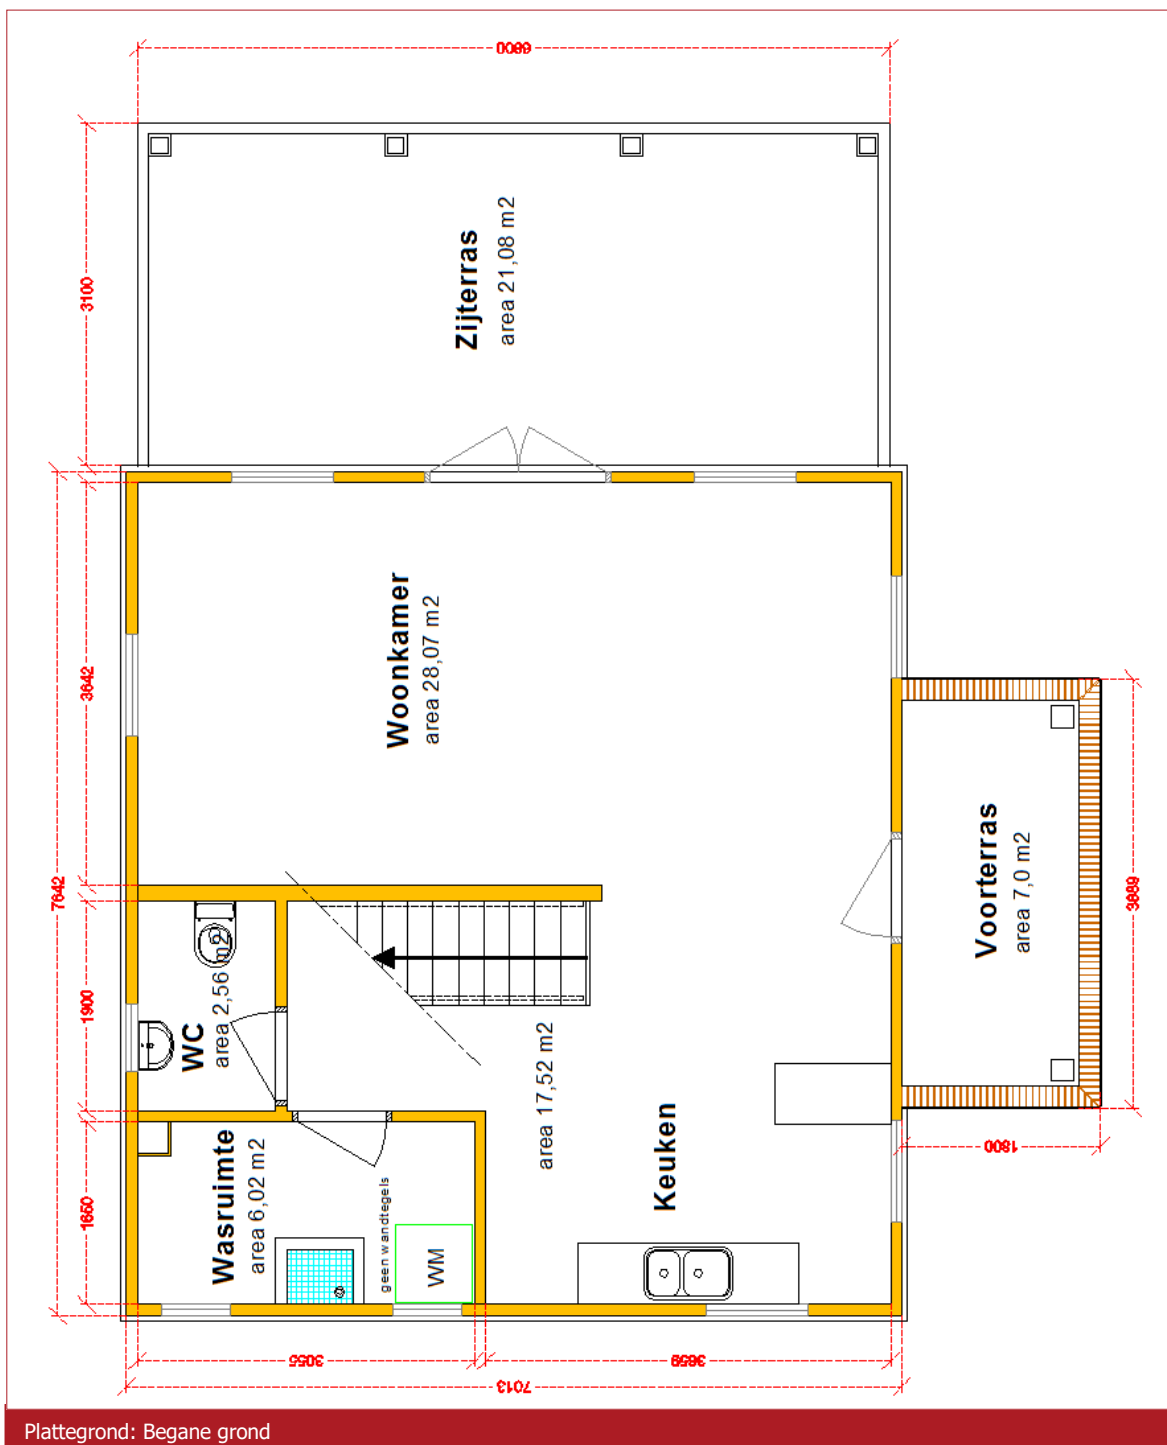 6800
3100
Zijterras
area 21,08 m2
7642
3642
Woonkamer
area 28,07 m2
1900
WC
area 2,56 m2
area 17,52 m2
Keuken
Voorterras
area 7,0 m2
3889
1800
1650
Wasruimte
area 6,02 m2
geen wandtegels
WM
3055
3659
7013
Plattegrond: Begane grond